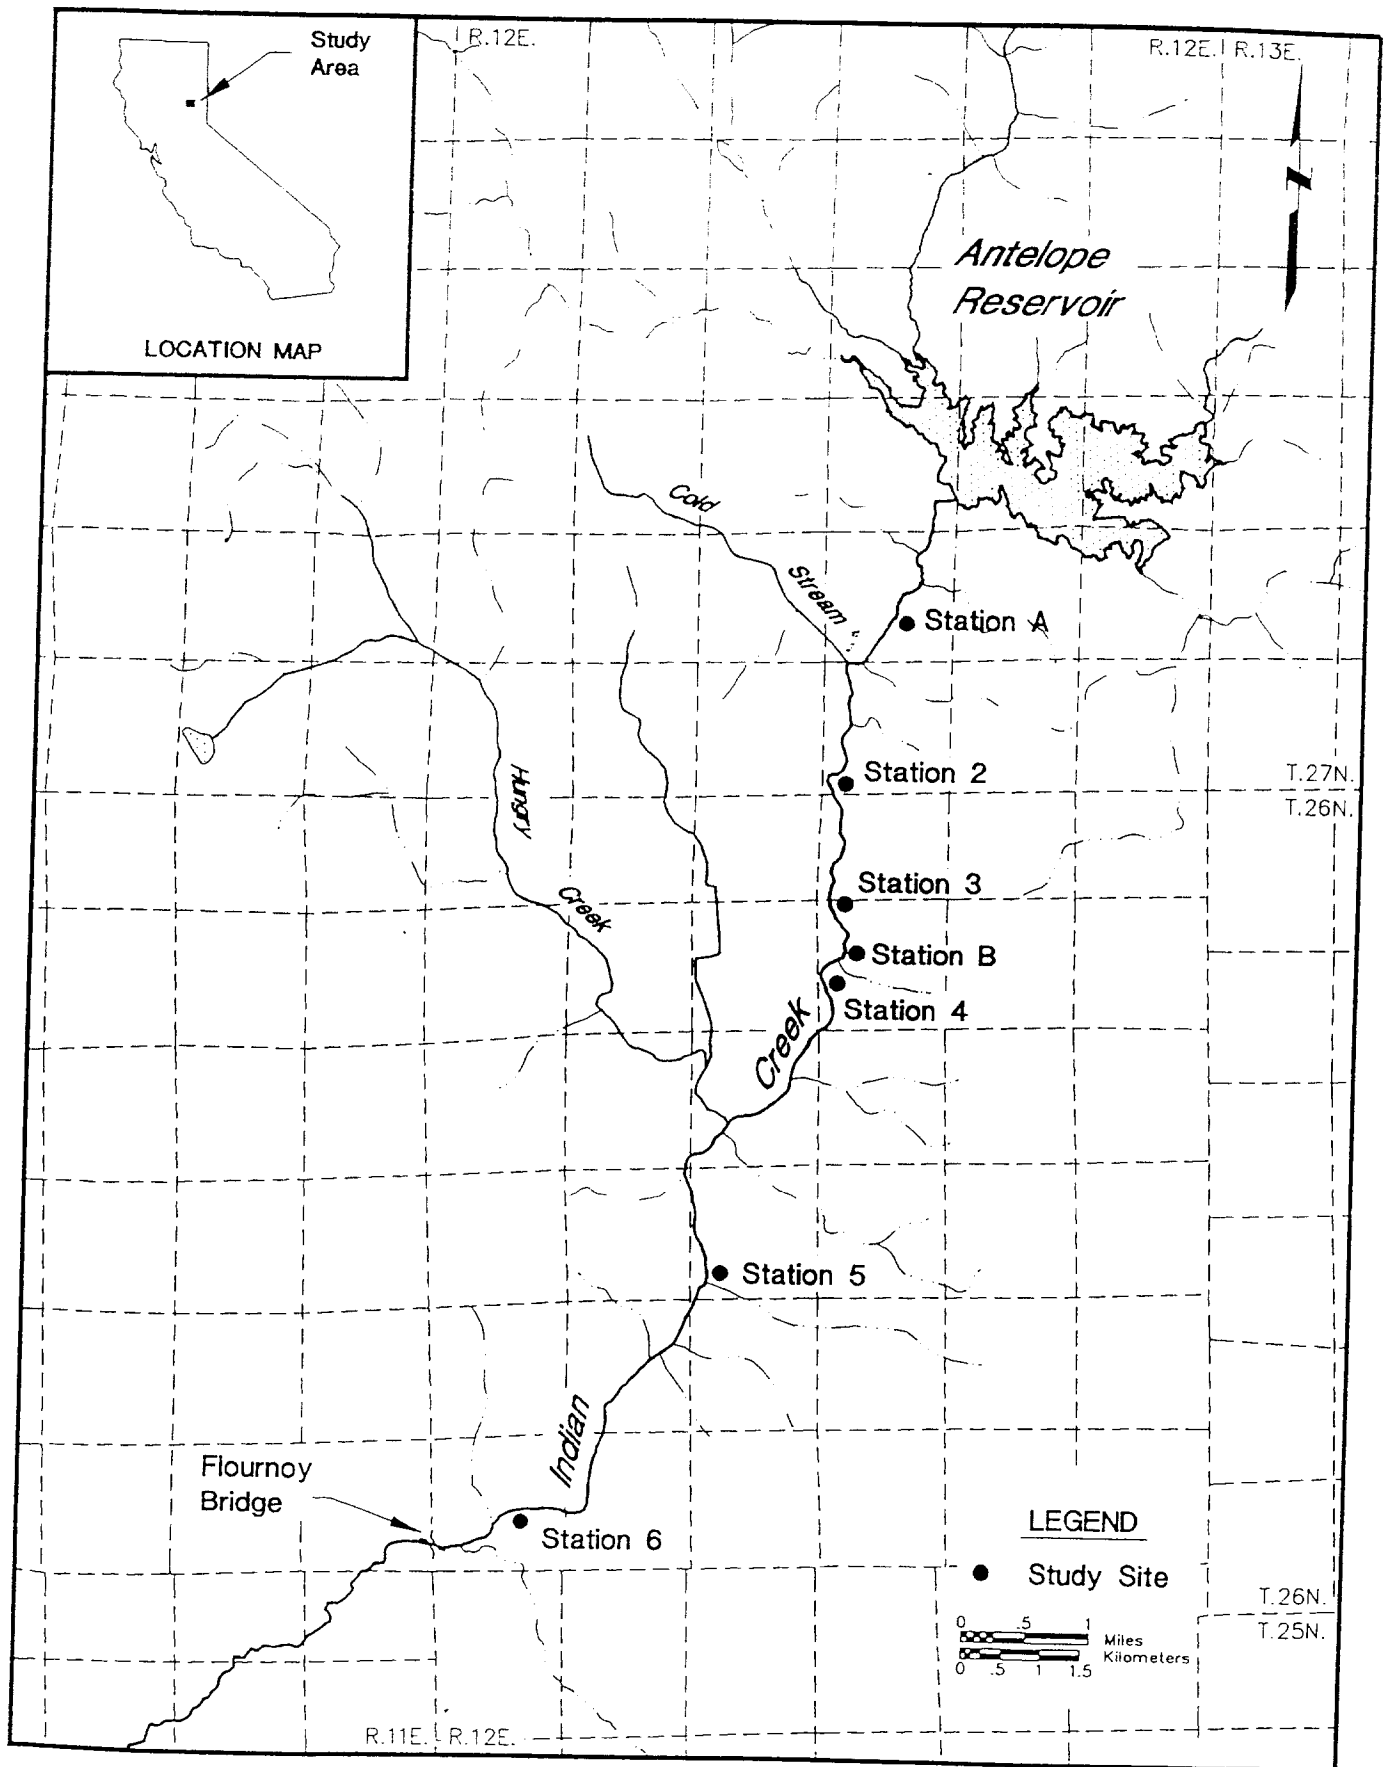 Study
Area
LOCATION MAP
R.12E.
R.12E. R.13E.
N
Antelope
Reservoir
Cold
Stream
Station A
Station 2
T.27N.
T.26N.
Hungry
Creek
Station 3
Station B
Station 4
Creek
Station 5
Indian
Flournoy
Bridge
Station 6
LEGEND
Study Site
0 .5 1
Miles
Kilometers
0 .5 1 1.5
T.26N.
T.25N.
R.11E. R.12E.